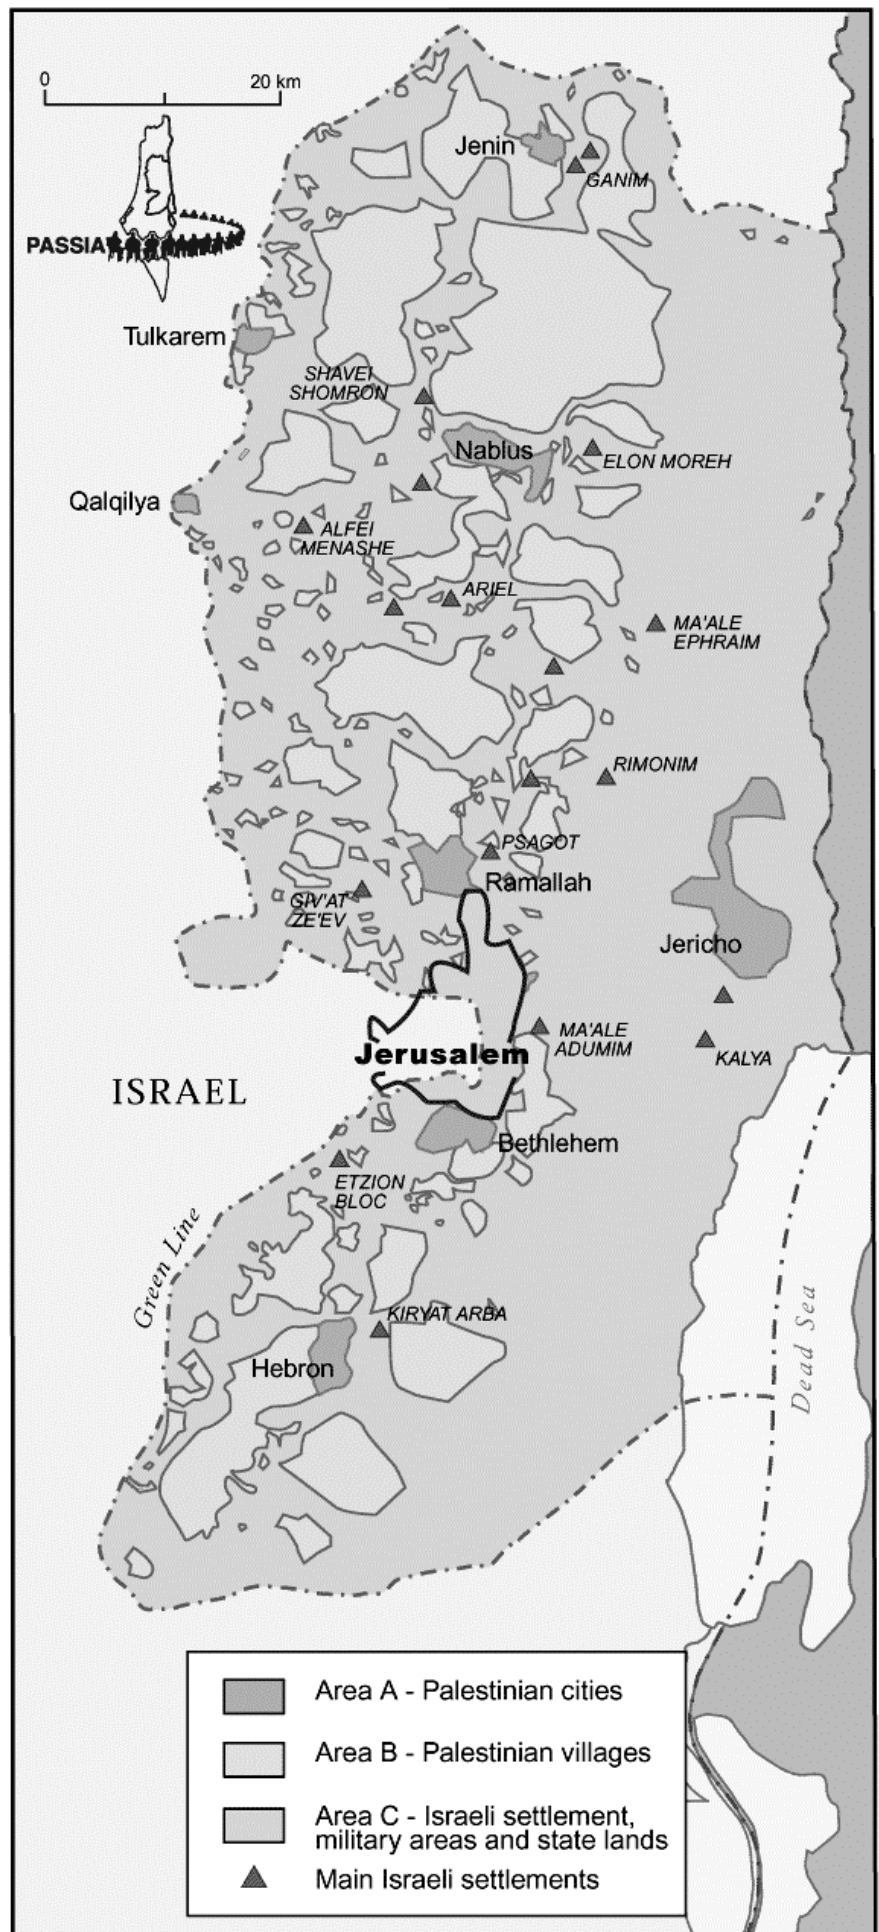 0
20 km
Jenin
GANIM
PASSIA
Tulkarem
SHAVEI
SHOMRON
Nablus
ELON MOREH
Qalqilya
ALFEI
MENASHE
ARIEL
MA'ALE
EPHRAIM
RIMONIM
PSAGOT
Ramallah
GIV'AT
ZE'EV
Jericho
MA'ALE
ADUMIM
Jerusalem
KALYA
ISRAEL
Bethlehem
ETZION
BLOC
Green Line
KIRYAT ARBA
Dead Sea
Hebron
Area A - Palestinian cities
Area B - Palestinian villages
Area C - Israeli settlement,
military areas and state lands
Main Israeli settlements